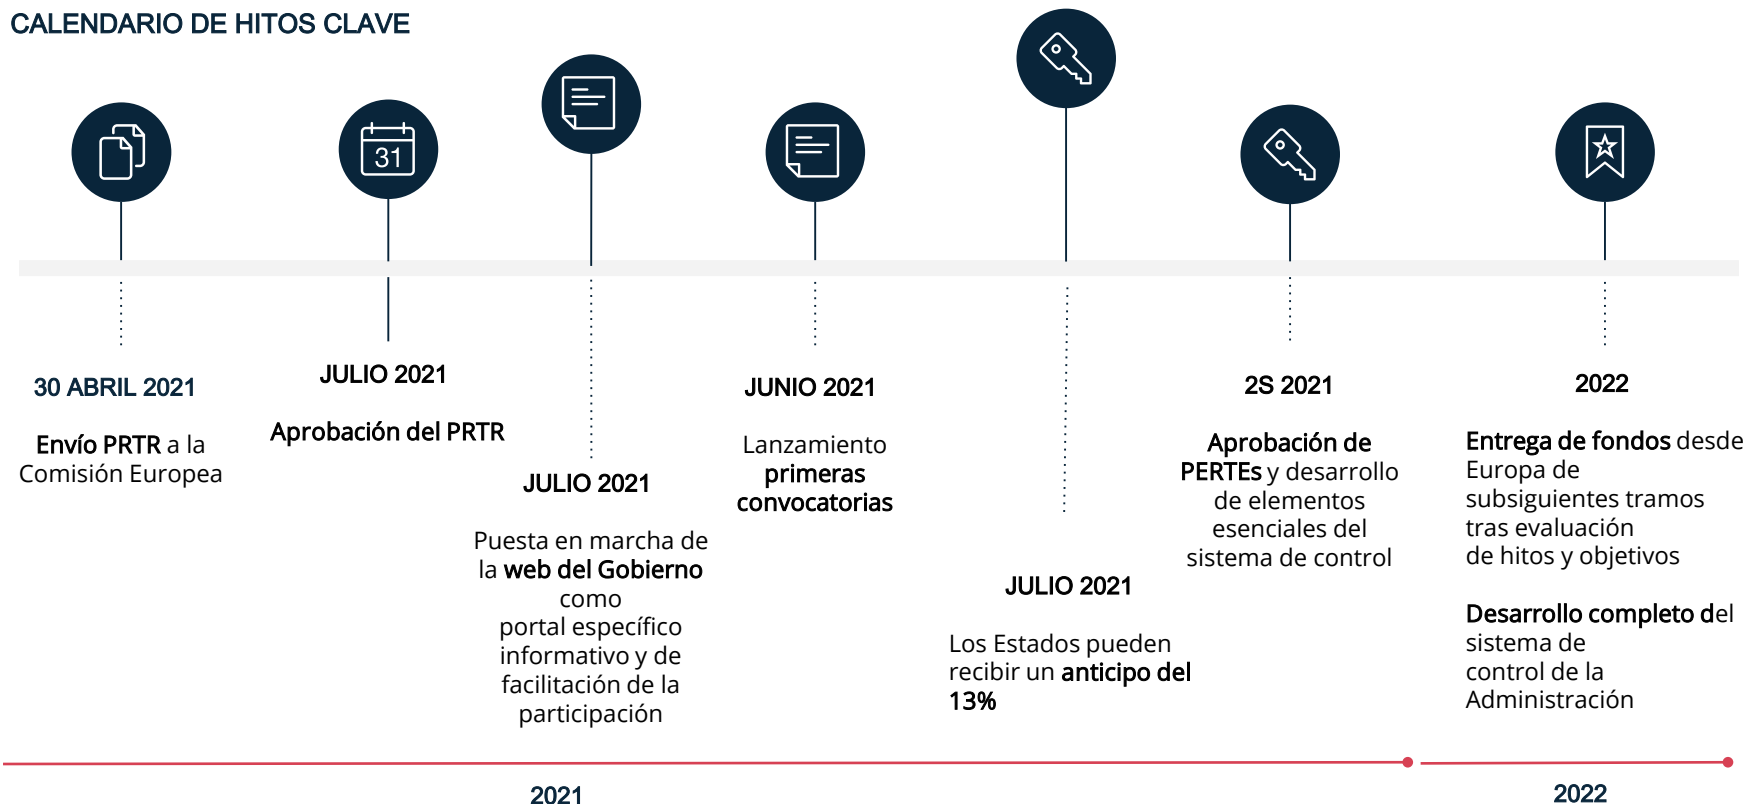 CALENDARIO DE HITOS CLAVE
31
30 ABRIL 2021
Envío PRTR a la
Comisión Europea
JULIO 2021
Aprobación del PRTR
JULIO 2021
Puesta en marcha de
la web del Gobierno
como
portal específico
informativo y de
facilitación de la
participación
JUNIO 2021
Lanzamiento
primeras
convocatorias
JULIO 2021
Los Estados pueden
recibir un anticipo del
13%
2S 2021
Aprobación de
PERTEs y desarrollo
de elementos
esenciales del
sistema de control
2022
Entrega de fondos desde
Europa de
subsiguientes tramos
tras evaluación
de hitos y objetivos
Desarrollo completo del
sistema de
control de la
Administración
2021
2022